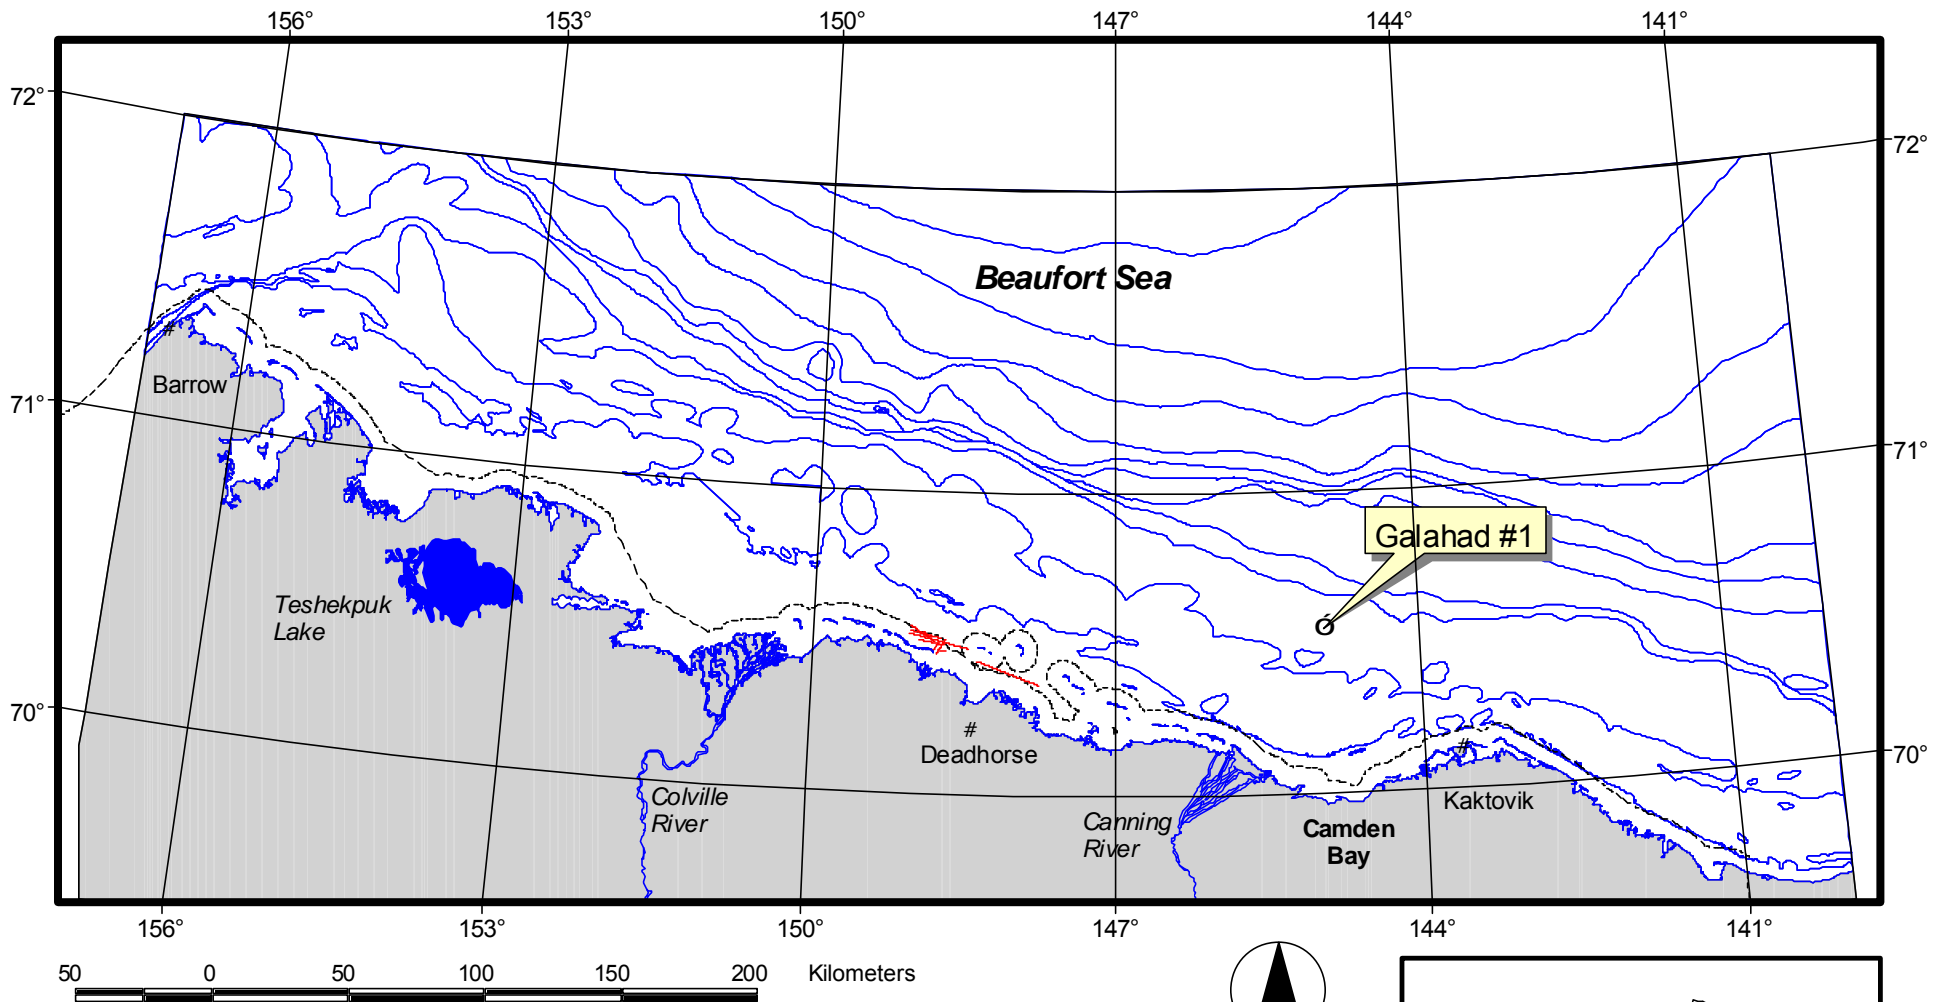 156° 153° 150° 147° 144° 141°
72°
72°
Beaufort Sea
#
Barrow
71°
71°
Galahad #1
Teshekpuk
Lake
#
Deadhorse
70°
#
70°
Colville
River
Kaktovik
Canning
River
Camden
Bay
156° 153° 150° 147° 144° 141°
50 0 50 100 150 200 Kilometers